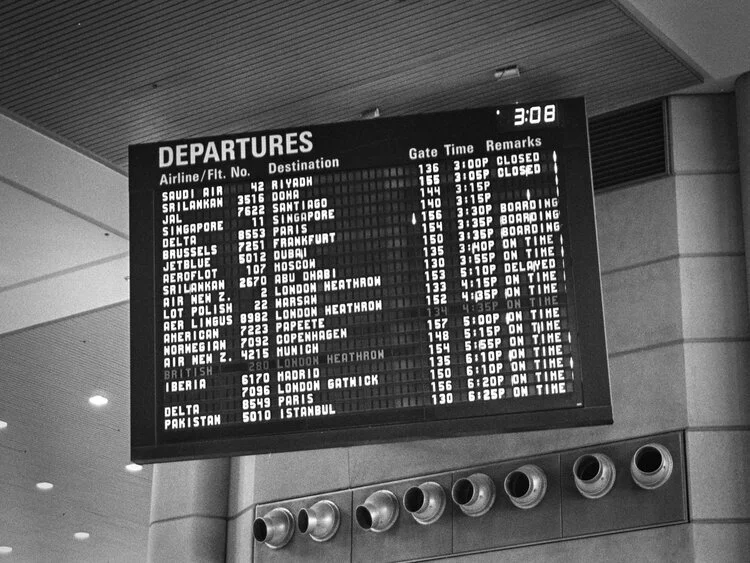 3:08
DEPARTURES
Airline/Flt. No. Destination Gate Time Remarks
SAUDI AIR 42 RIYADH 136 3:00P CLOSED
SRILANKAN 3516 DOHA 155 3:05P CLOSED
JAL 7622 SANTIAGO 144 3:15P
SINGAPORE 11 SINGAPORE 140 3:15P
DELTA 8553 PARIS 156 3:30P BOARDING
BRUSSELS 7251 FRANKFURT 154 3:35P BOARDING
JETBLUE 5012 DUBAI 150 3:35P BOARDING
AEROFLOT 107 MOSCOW 135 3:40P ON TIME
SRILANKAN 2670 ABU DHABI 130 3:55P ON TIME
AIR NEW Z. 2 LONDON HEATHROW 153 5:10P DELAYED
LOT POLISH 22 WARSAW 133 4:15P ON TIME
AER LINGUS 8982 LONDON HEATHROW 152 4:35P ON TIME
AMERICAN 7223 PAPEETE 134 4:35P ON TIME
NORWEGIAN 7092 COPENHAGEN 157 5:00P ON TIME
AIR NEW Z. 4215 MUNICH 148 5:15P ON TIME
BRITISH 280 LONDON HEATHROW 154 5:55P ON TIME
IBERIA 6170 MADRID 135 6:10P ON TIME
7096 LONDON GATWICK 150 6:10P ON TIME
DELTA 8549 PARIS 156 6:20P ON TIME
PAKISTAN 5010 ISTANBUL 130 6:25P ON TIME